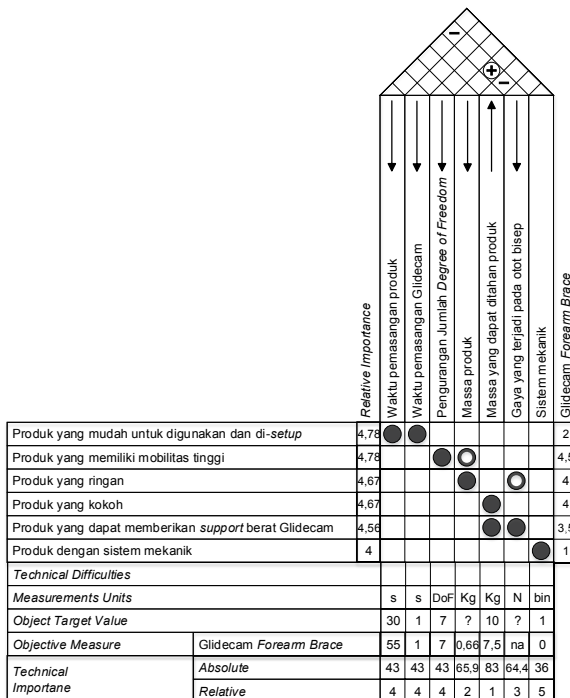 − + −
Relative Importance
Waktu pemasangan produk
Waktu pemasangan Glidecam
Pengurangan Jumlah Degree of Freedom
Massa produk
Massa yang dapat ditahan produk
Gaya yang terjadi pada otot bisep
Sistem mekanik
Glidecam Forearm Brace
Produk yang mudah untuk digunakan dan di-setup 4,78 2
Produk yang memiliki mobilitas tinggi 4,78 4,5
Produk yang ringan 4,67 4
Produk yang kokoh 4,67 4
Produk yang dapat memberikan support berat Glidecam 4,56 3,5
Produk dengan sistem mekanik 4 1
Technical Difficulties
Measurements Units s s DoF Kg Kg N bin
Object Target Value 30 1 7 ? 10 ? 1
Objective Measure Glidecam Forearm Brace 55 1 7 0,66 7,5 na 0
Technical Importane Absolute 43 43 43 65,9 83 64,4 36
Relative 4 4 4 2 1 3 5